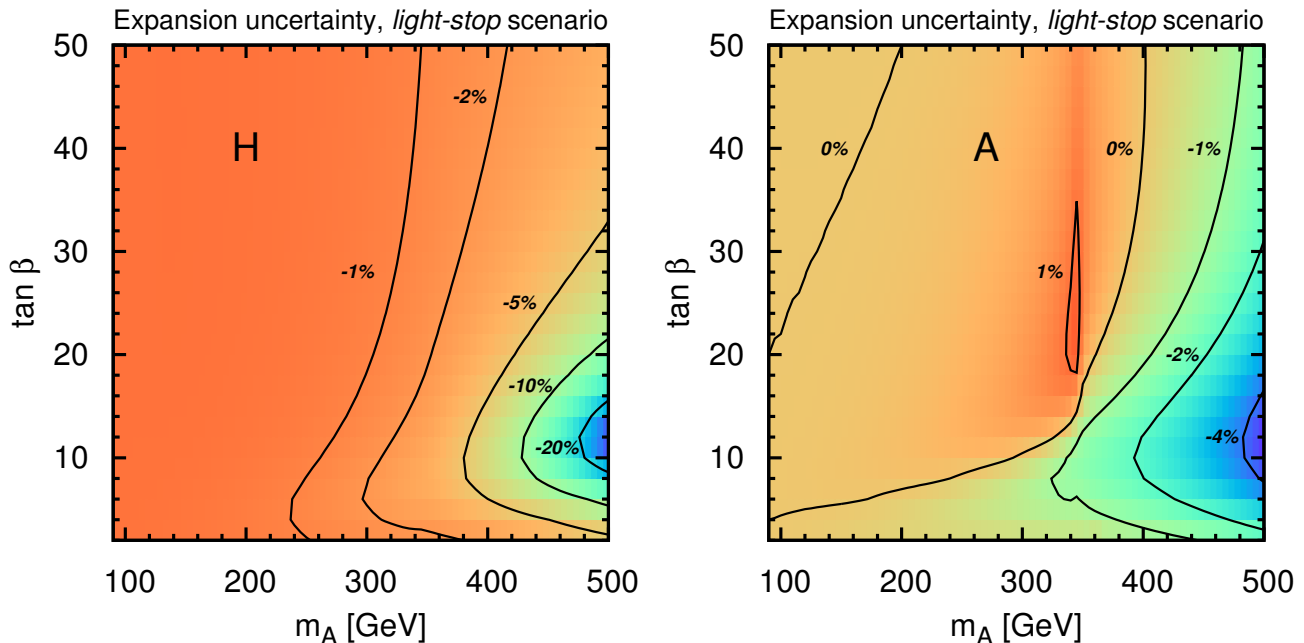 Expansion uncertainty, light-stop scenario
50
40
30
20
10
tan β
100 200 300 400 500
m_A [GeV]
H
-1%
-2%
-5%
-10%
-20%
Expansion uncertainty, light-stop scenario
50
40
30
20
10
tan β
100 200 300 400 500
m_A [GeV]
A
0%
1%
0%
-1%
-2%
-4%